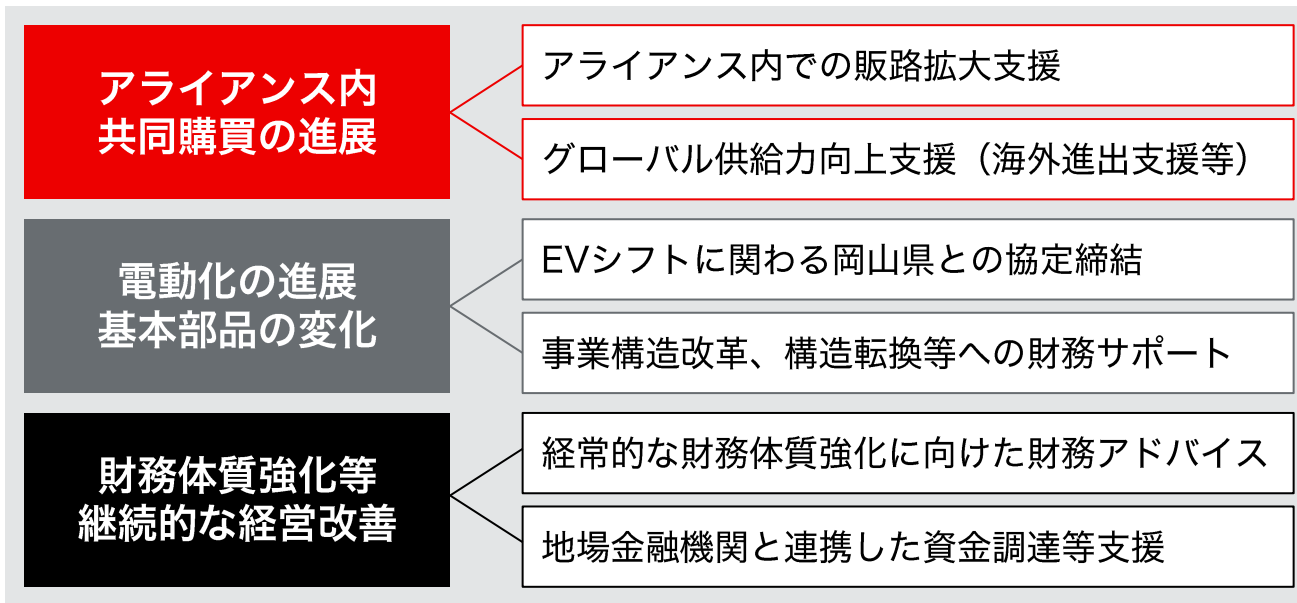 アライアンス内
共同購買の進展
アライアンス内での販路拡大支援
グローバル供給力向上支援（海外進出支援等）
電動化の進展
基本部品の変化
EVシフトに関わる岡山県との協定締結
事業構造改革、構造転換等への財務サポート
財務体質強化等
継続的な経営改善
経常的な財務体質強化に向けた財務アドバイス
地場金融機関と連携した資金調達等支援